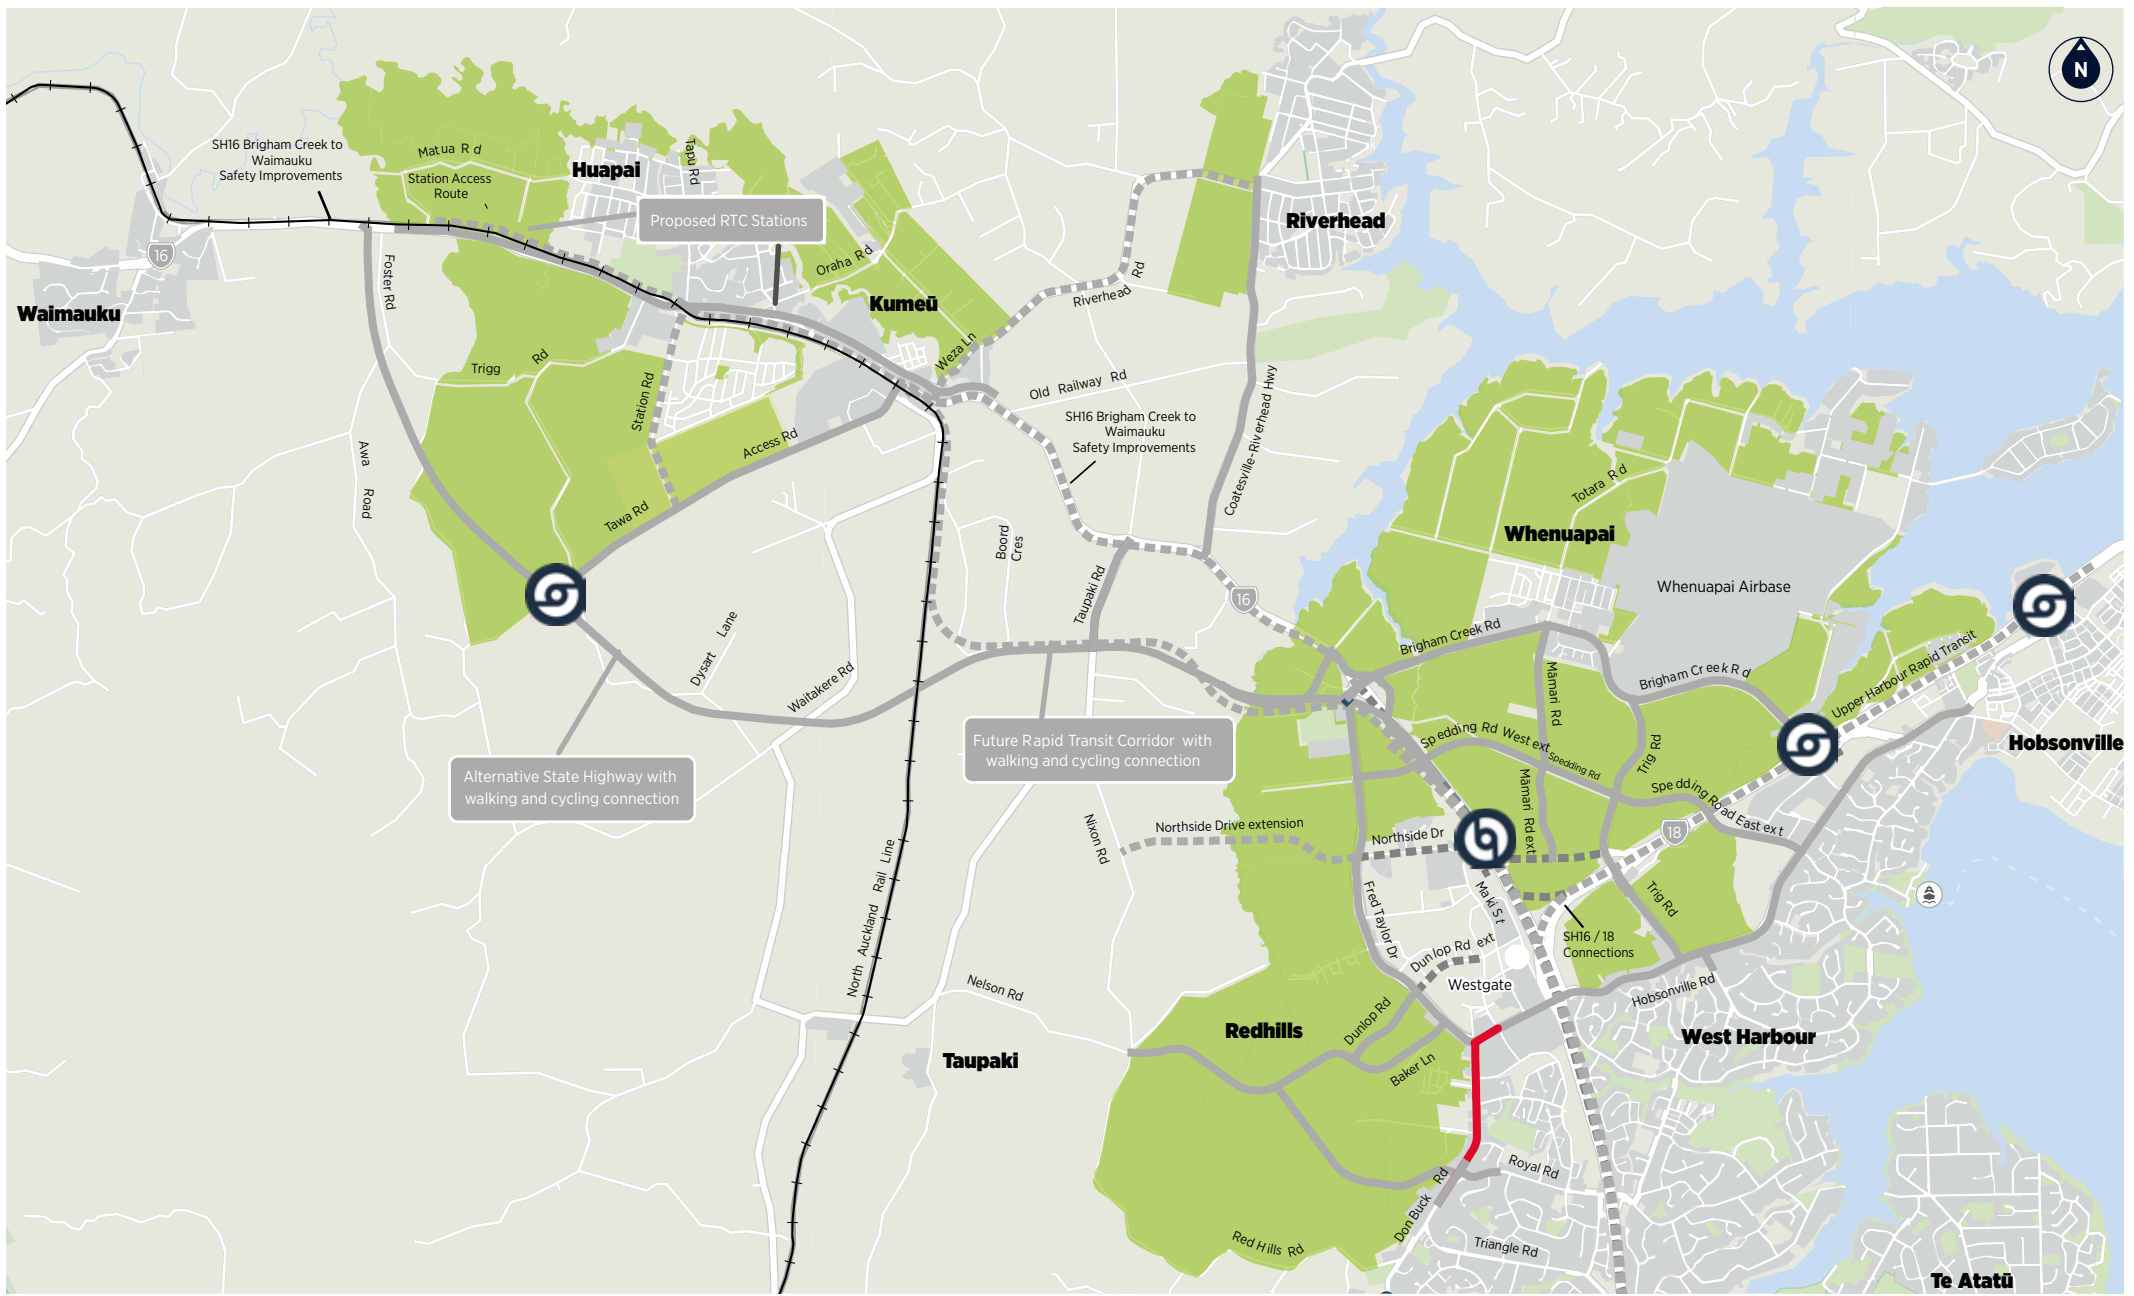 N
SH16 Brigham Creek to
Waimauku
Safety Improvements
Matua Rd
Station Access
Route
Huapai
Tapu Rd
Proposed RTC Stations
Riverhead
16
Waimauku
Foster Rd
Oraha Rd
Kumeū
Riverhead Rd
Weza Ln
Trigg Rd
Station Rd
Old Railway Rd
SH16 Brigham Creek to
Waimauku
Safety Improvements
Coatesville-Riverhead Hwy
Access Rd
Awa Road
Tawa Rd
Totara Rd
Whenuapai
Whenuapai Airbase
Boord
Cres
Taupaki Rd
16
Dysart Lane
Waitakere Rd
Brigham Creek Rd
Māmari Rd
Brigham Creek Rd
Upper Harbour Rapid Transit
Hobsonville
Future Rapid Transit Corridor with
walking and cycling connection
Alternative State Highway with
walking and cycling connection
Spedding Rd West ext
Spedding Rd
Trig Rd
Spedding Road East ext
Māmari Rd ext
18
Nixon Rd
Northside Drive extension
Northside Dr
North Auckland Rail Line
Fred Taylor Dr
Maki St
Trig Rd
SH16 / 18
Connections
Dunlop Rd ext
Westgate
Nelson Rd
Hobsonville Rd
Redhills
Dunlop Rd
West Harbour
Taupaki
Baker Ln
Royal Rd
Don Buck Rd
Red Hills Rd
Triangle Rd
Te Atatū